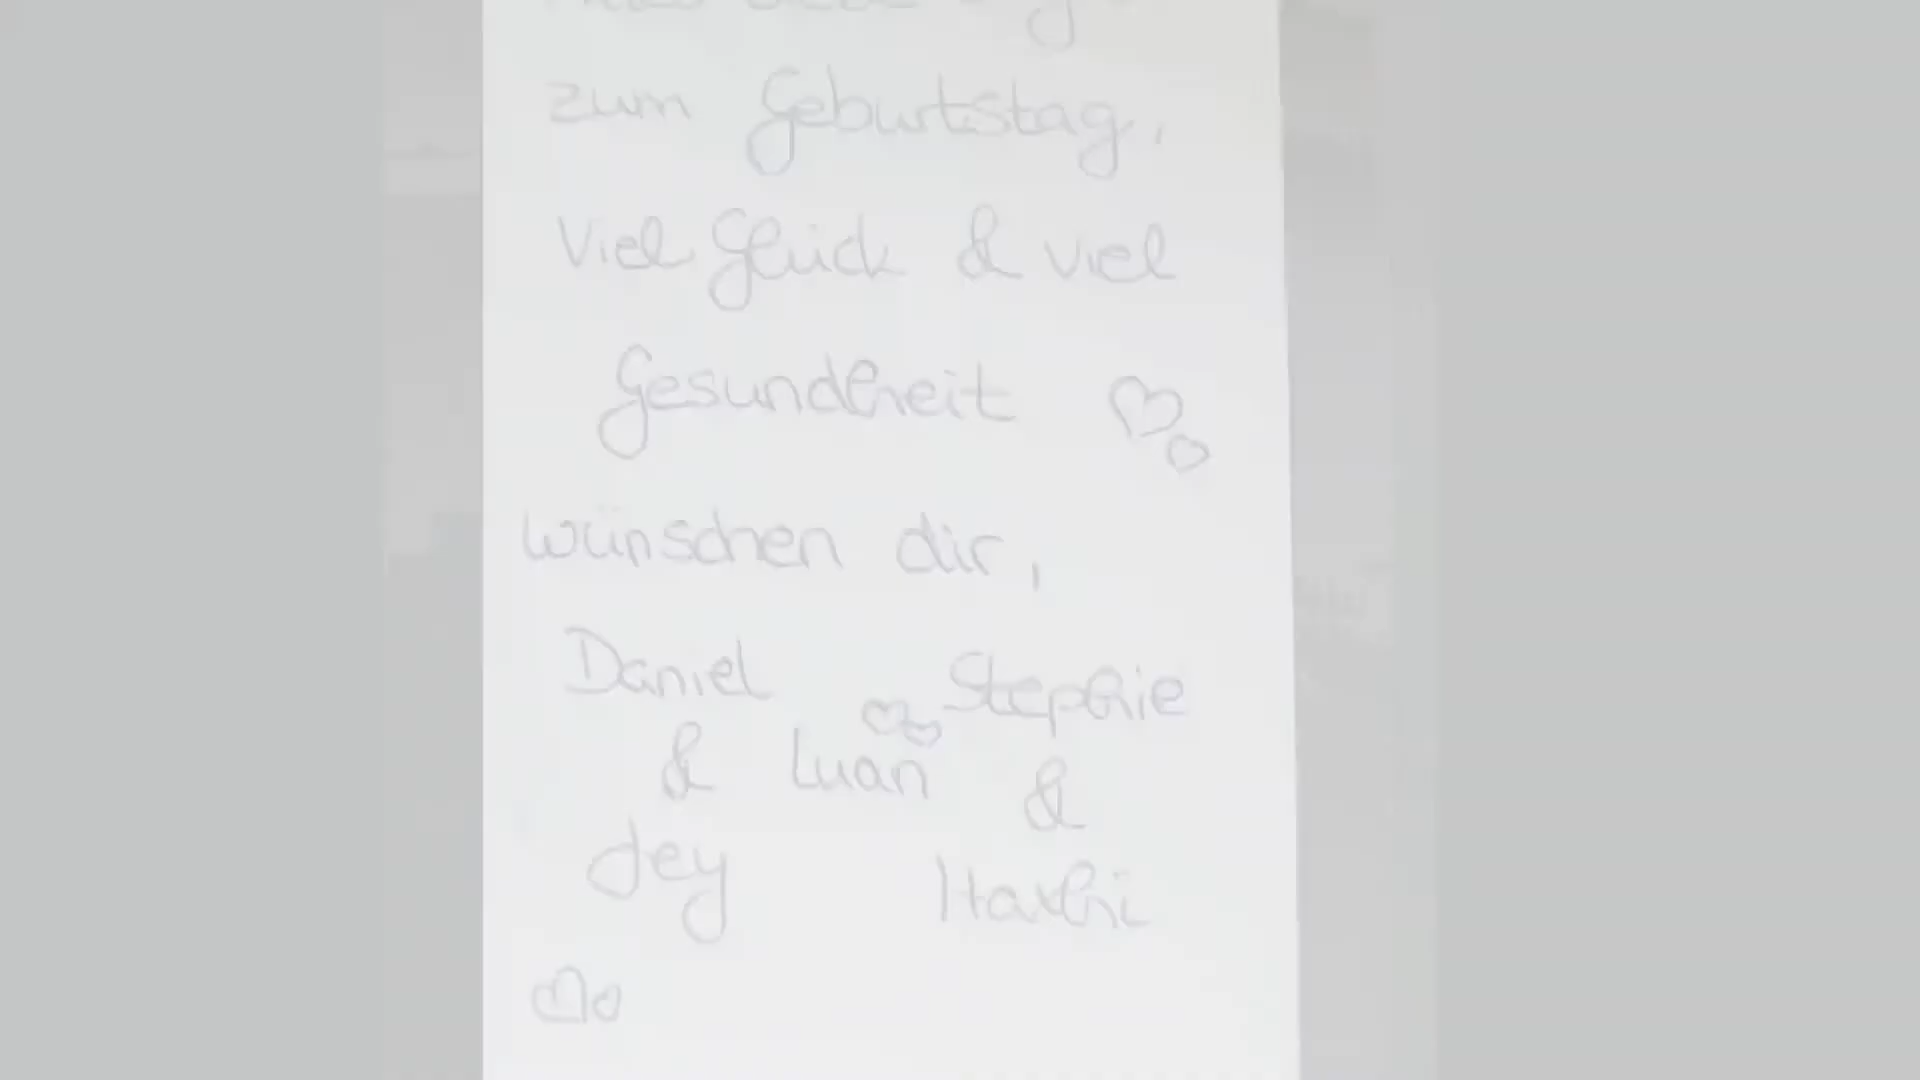 zum Geburtstag,
Viel Glück & viel
Gesundheit
wünschen dir,
Daniel Stephie
& Luan &
Jey